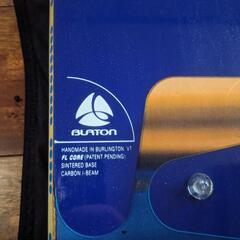 BURTON
HANDMADE IN BURLINGTON VT
FL CORE (PATENT PENDING)
SINTERED BASE
CARBON I-BEAM